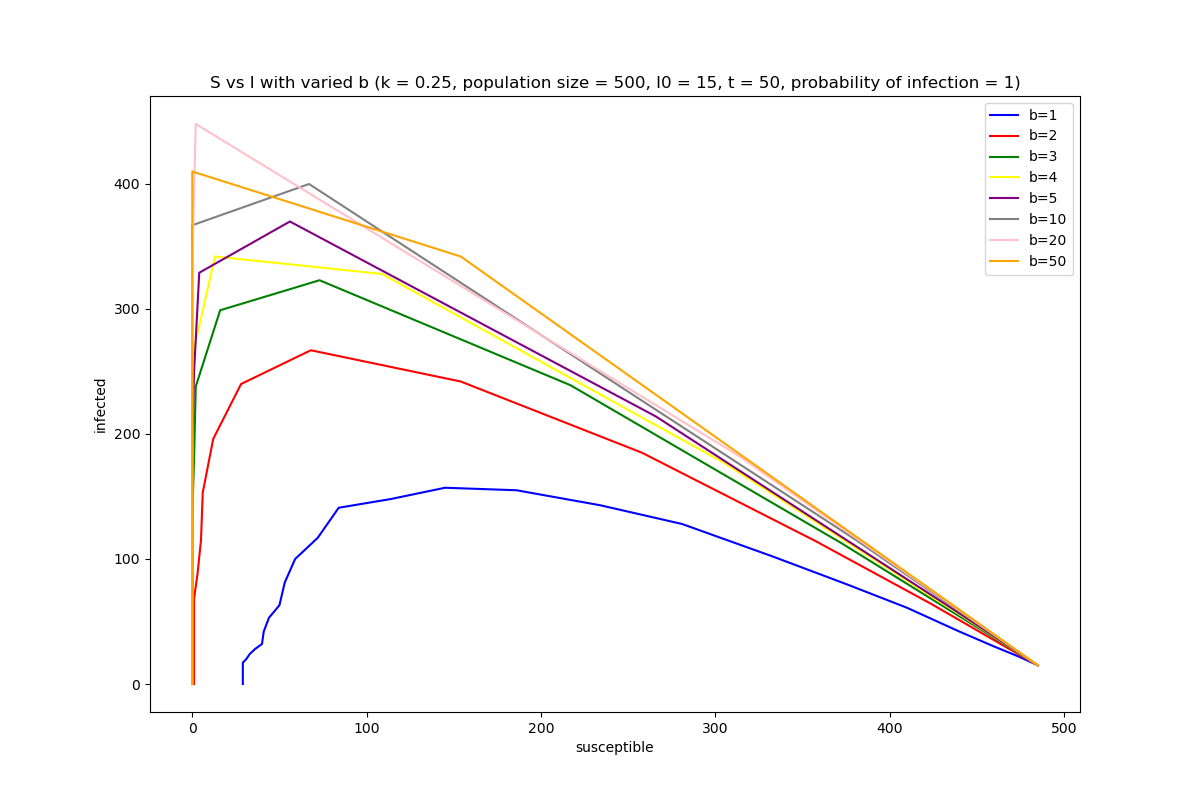 S vs I with varied b (k = 0.25, population size = 500, I0 = 15, t = 50, probability of infection = 1)
b=1
b=2
b=3
b=4
b=5
b=10
b=20
b=50
infected
400
300
200
100
0
0 100 200 300 400 500
susceptible